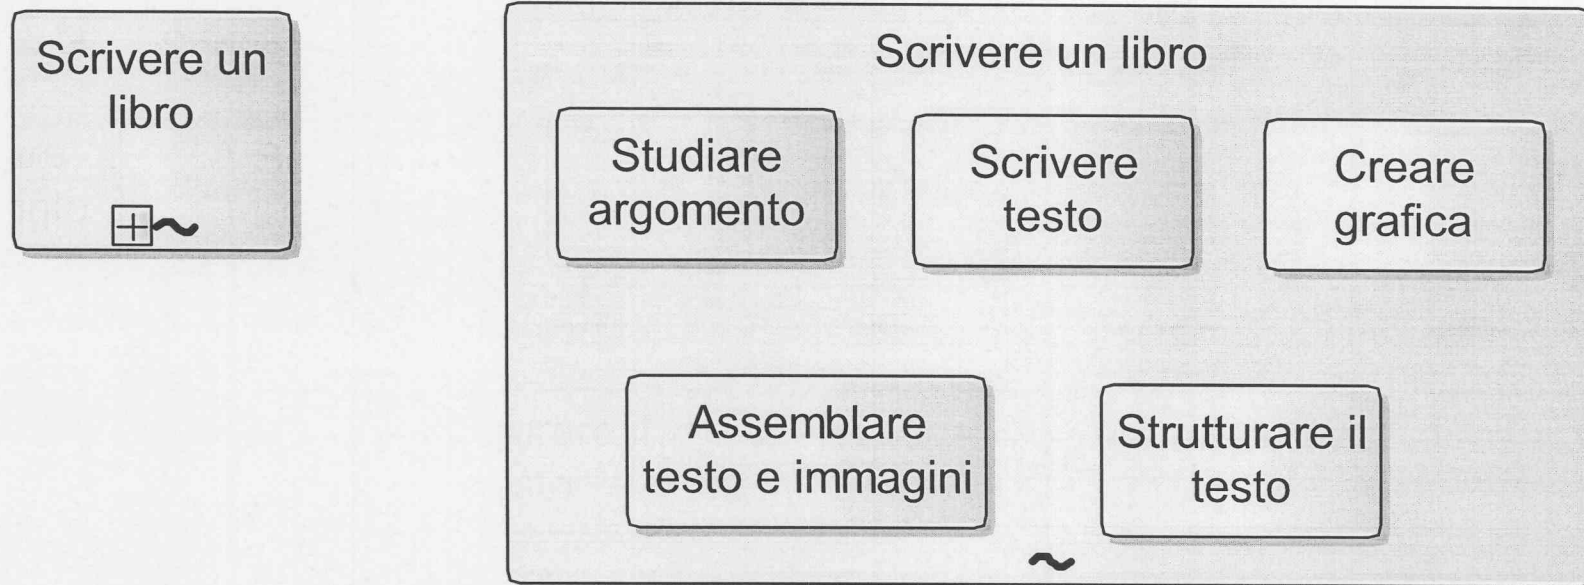 Scrivere un
libro
Scrivere un libro
Studiare
argomento
Scrivere
testo
Creare
grafica
Assemblare
testo e immagini
Strutturare il
testo